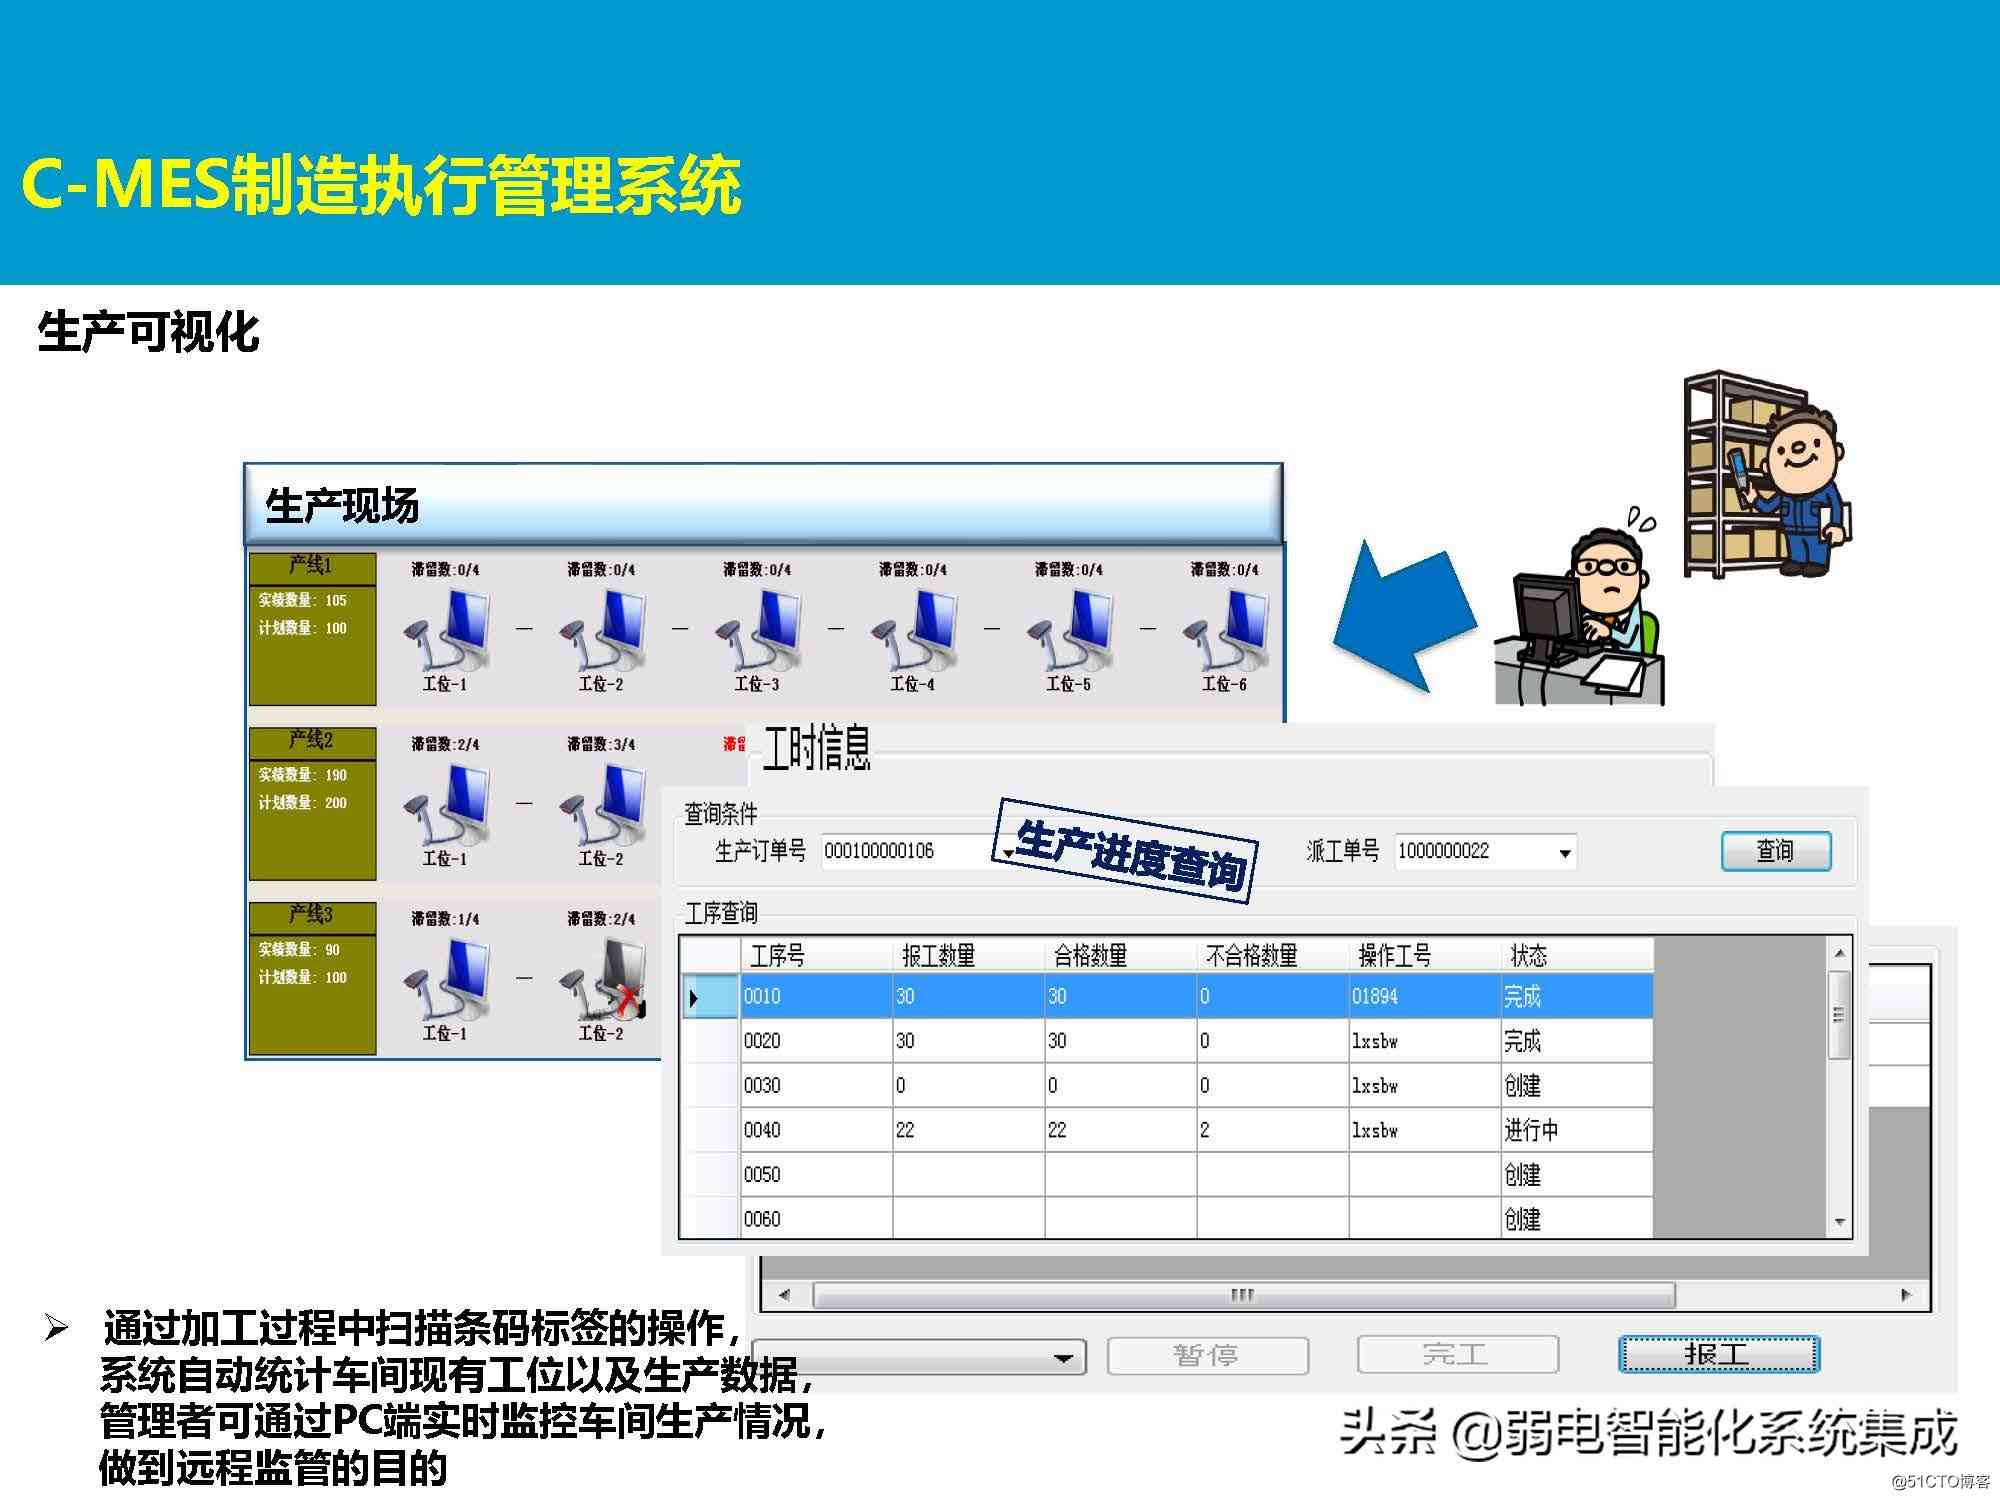 C-MES制造执行管理系统
生产可视化
生产现场
产线1
实装数量: 105
计划数量: 100
滞留数:0/4 滞留数:0/4 滞留数:0/4 滞留数:0/4 滞留数:0/4 滞留数:0/4
工位-1 工位-2 工位-3 工位-4 工位-5 工位-6
产线2
实装数量: 190
计划数量: 200
滞留数:2/4 滞留数:3/4 滞
工位-1 工位-2
产线3
实装数量: 90
计划数量: 100
滞留数:1/4 滞留数:2/4
工位-1 工位-2
工时信息
查询条件
生产订单号 000100000106 生产进度查询 派工单号 1000000022 查询
工序查询
工序号 报工数量 合格数量 不合格数量 操作工号 状态
0010 30 30 0 01894 完成
0020 30 30 0 lxsbw 完成
0030 0 0 0 lxsbw 创建
0040 22 22 2 lxsbw 进行中
0050 创建
0060 创建
暂停 完工 报工
➢ 通过加工过程中扫描条码标签的操作，
系统自动统计车间现有工位以及生产数据，
管理者可通过PC端实时监控车间生产情况，
做到远程监管的目的
头条 @弱电智能化系统集成
@51CTO博客